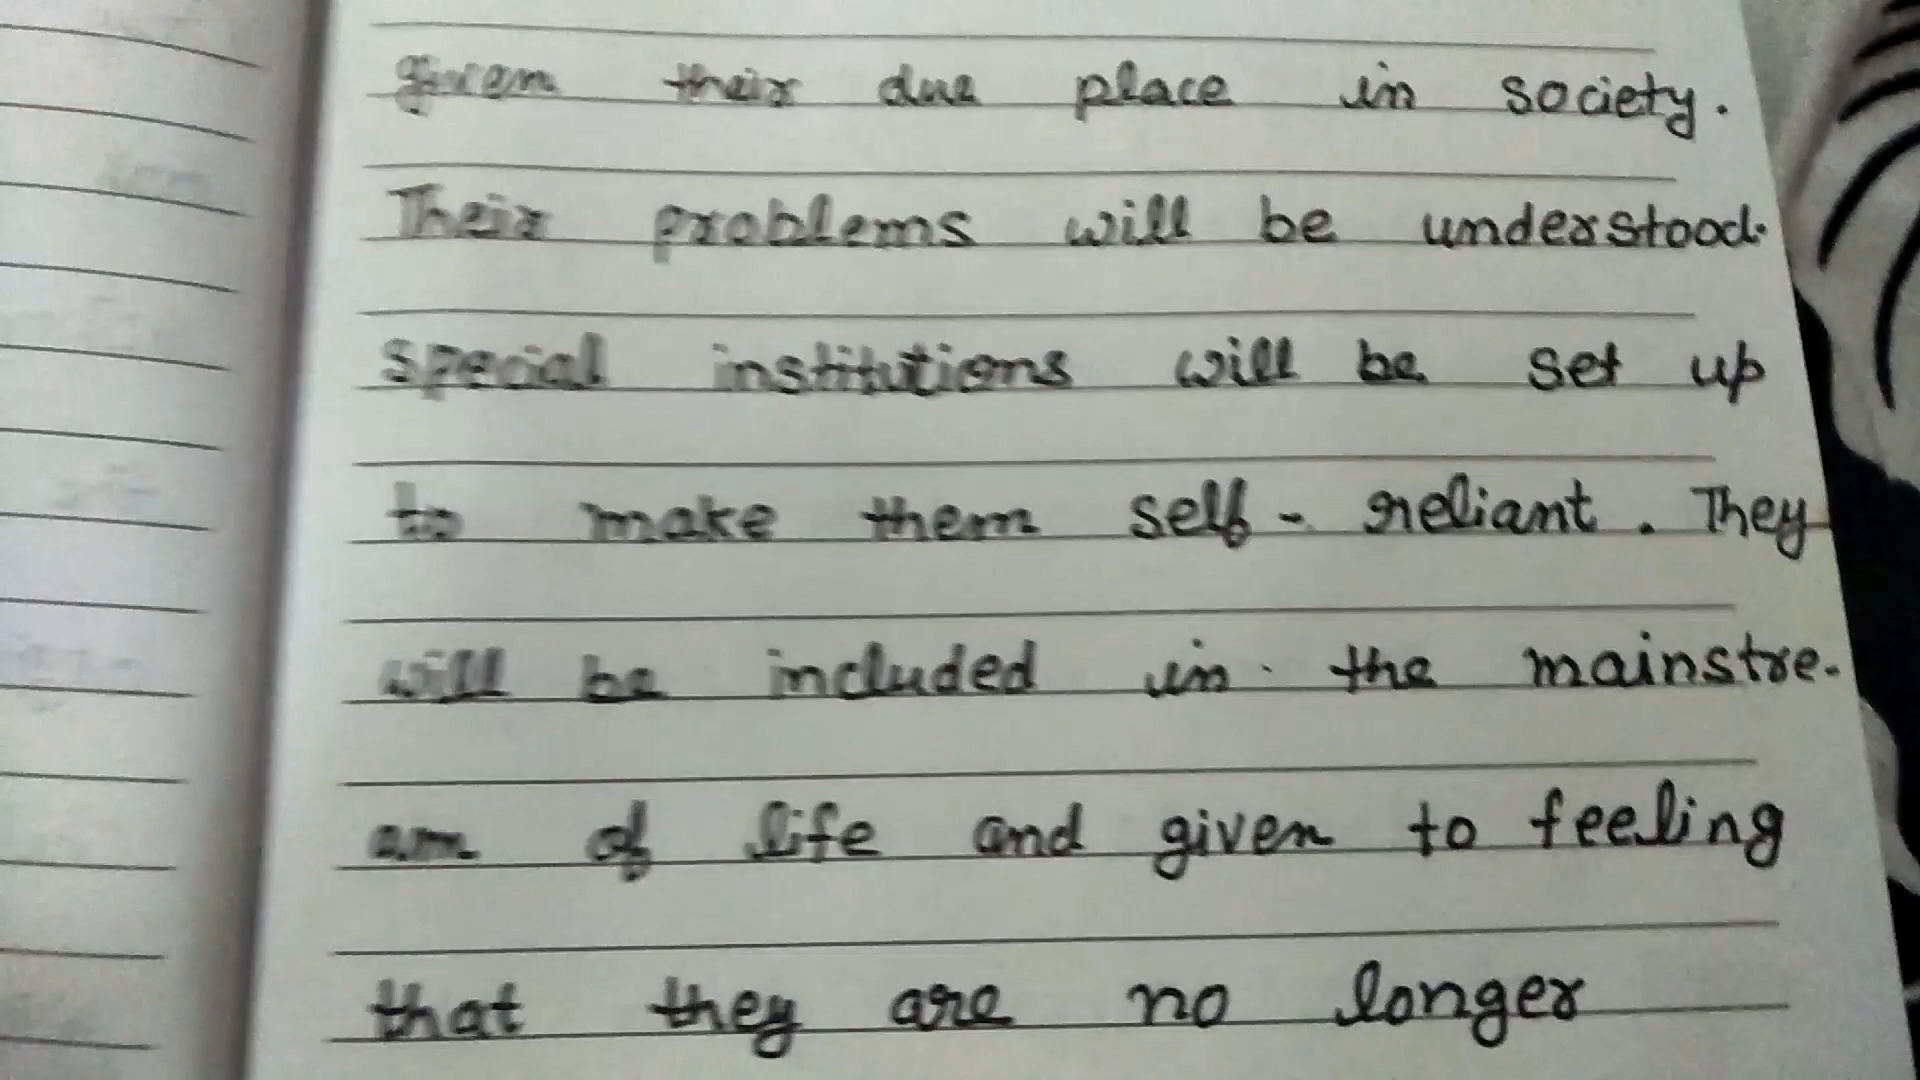 given their due place in society.
Their problems will be understood.
special institutions will be set up
to make them self - reliant. They
will be included in the mainstre-
am of life and given to feeling
that they are no longer